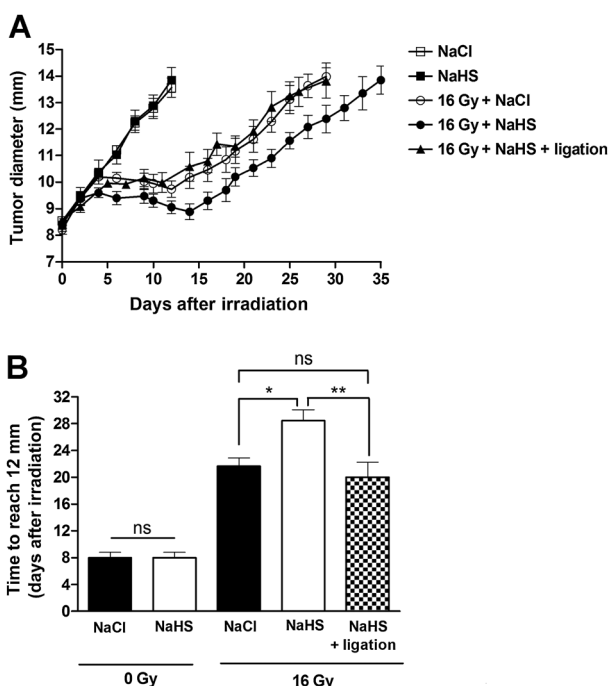 A
Tumor diameter (mm)
15
14
13
12
11
10
9
8
7
0 5 10 15 20 25 30 35
Days after irradiation
NaCl
NaHS
16 Gy + NaCl
16 Gy + NaHS
16 Gy + NaHS + ligation
B
Time to reach 12 mm
(days after irradiation)
32
28
24
20
16
12
8
4
0
ns
ns
* **
NaCl NaHS NaCl NaHS NaHS
+ ligation
0 Gy 16 Gy